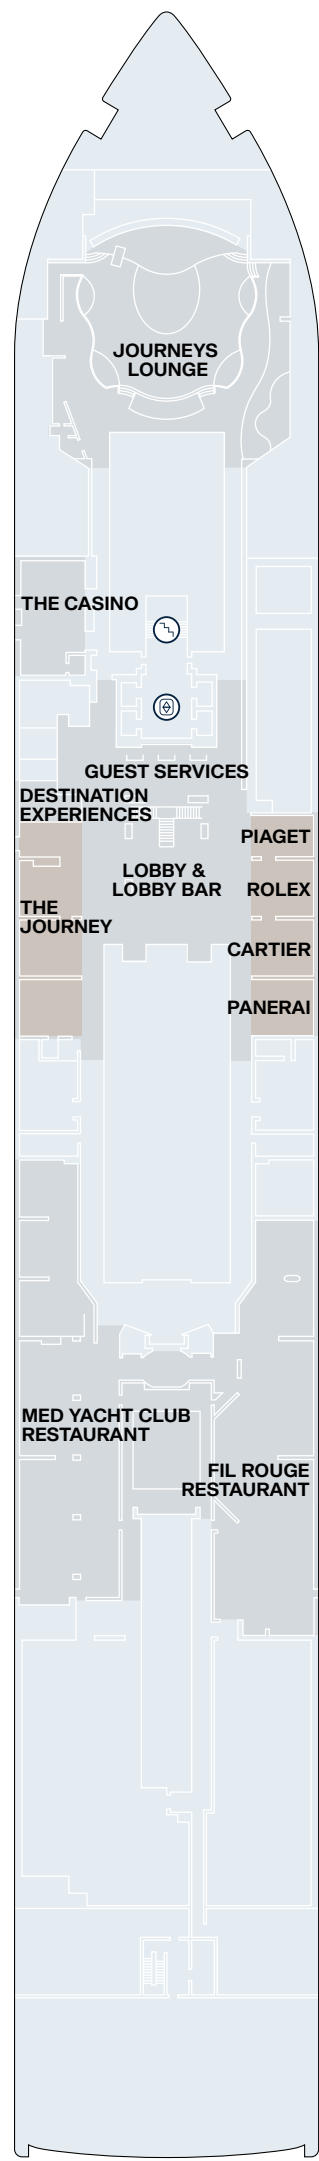 JOURNEYS
LOUNGE
THE CASINO
GUEST SERVICES
DESTINATION
EXPERIENCES
PIAGET
LOBBY &
LOBBY BAR
ROLEX
THE
JOURNEY
CARTIER
PANERAI
MED YACHT CLUB
RESTAURANT
FIL ROUGE
RESTAURANT